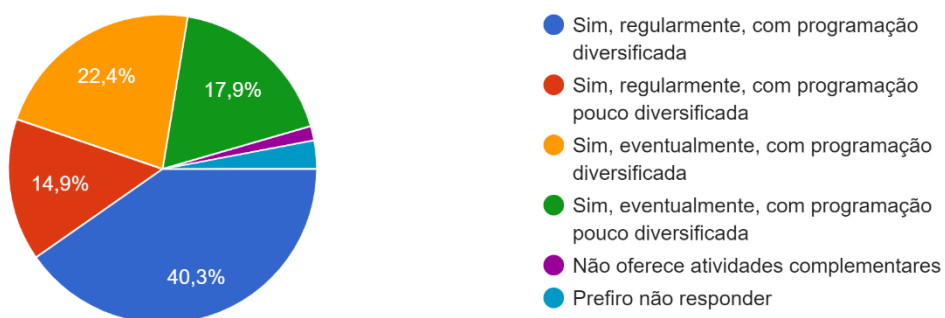 22,4%
17,9%
14,9%
40,3%
Sim, regularmente, com programação
diversificada
Sim, regularmente, com programação
pouco diversificada
Sim, eventualmente, com programação
diversificada
Sim, eventualmente, com programação
pouco diversificada
Não oferece atividades complementares
Prefiro não responder